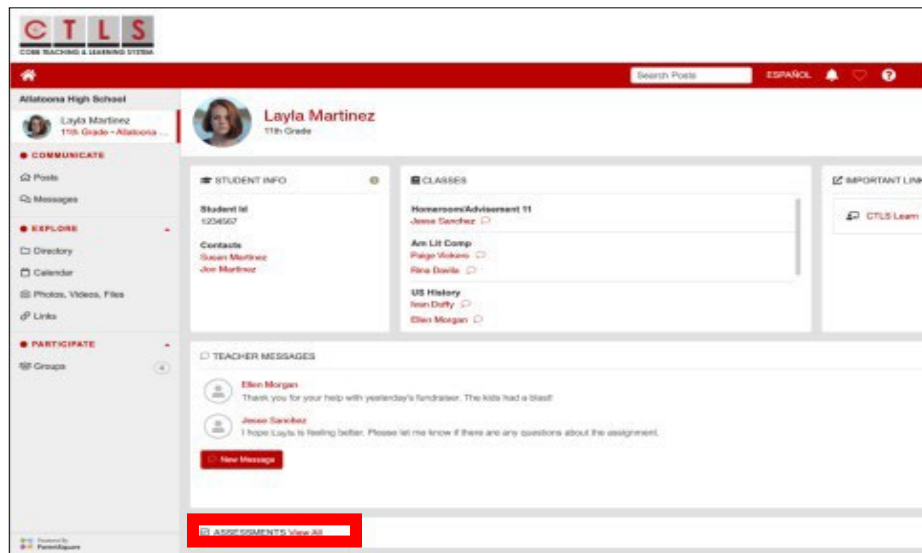 CTLS
COBB TEACHING & LEARNING SYSTEM
Search Posts
ESPAÑOL
Allatoona High School
Layla Martinez
11th Grade - Allatoona ...
COMMUNICATE
Posts
Messages
EXPLORE
Directory
Calendar
Photos, Videos, Files
Links
PARTICIPATE
Groups
4
Powered By
ParentSquare
Layla Martinez
11th Grade
STUDENT INFO
Student Id
1234567
Contacts
Susan Martinez
Joe Martinez
CLASSES
Homeroom/Advisement 11
Jesse Sanchez
Am Lit Comp
Paige Vickers
Rina Davila
US History
Ivan Duffy
Ellen Morgan
IMPORTANT LINK
CTLS Learn
TEACHER MESSAGES
Ellen Morgan
Thank you for your help with yesterday's fundraiser. The kids had a blast!
Jesse Sanchez
I hope Layla is feeling better. Please let me know if there are any questions about the assignment.
New Message
ASSESSMENTS View All